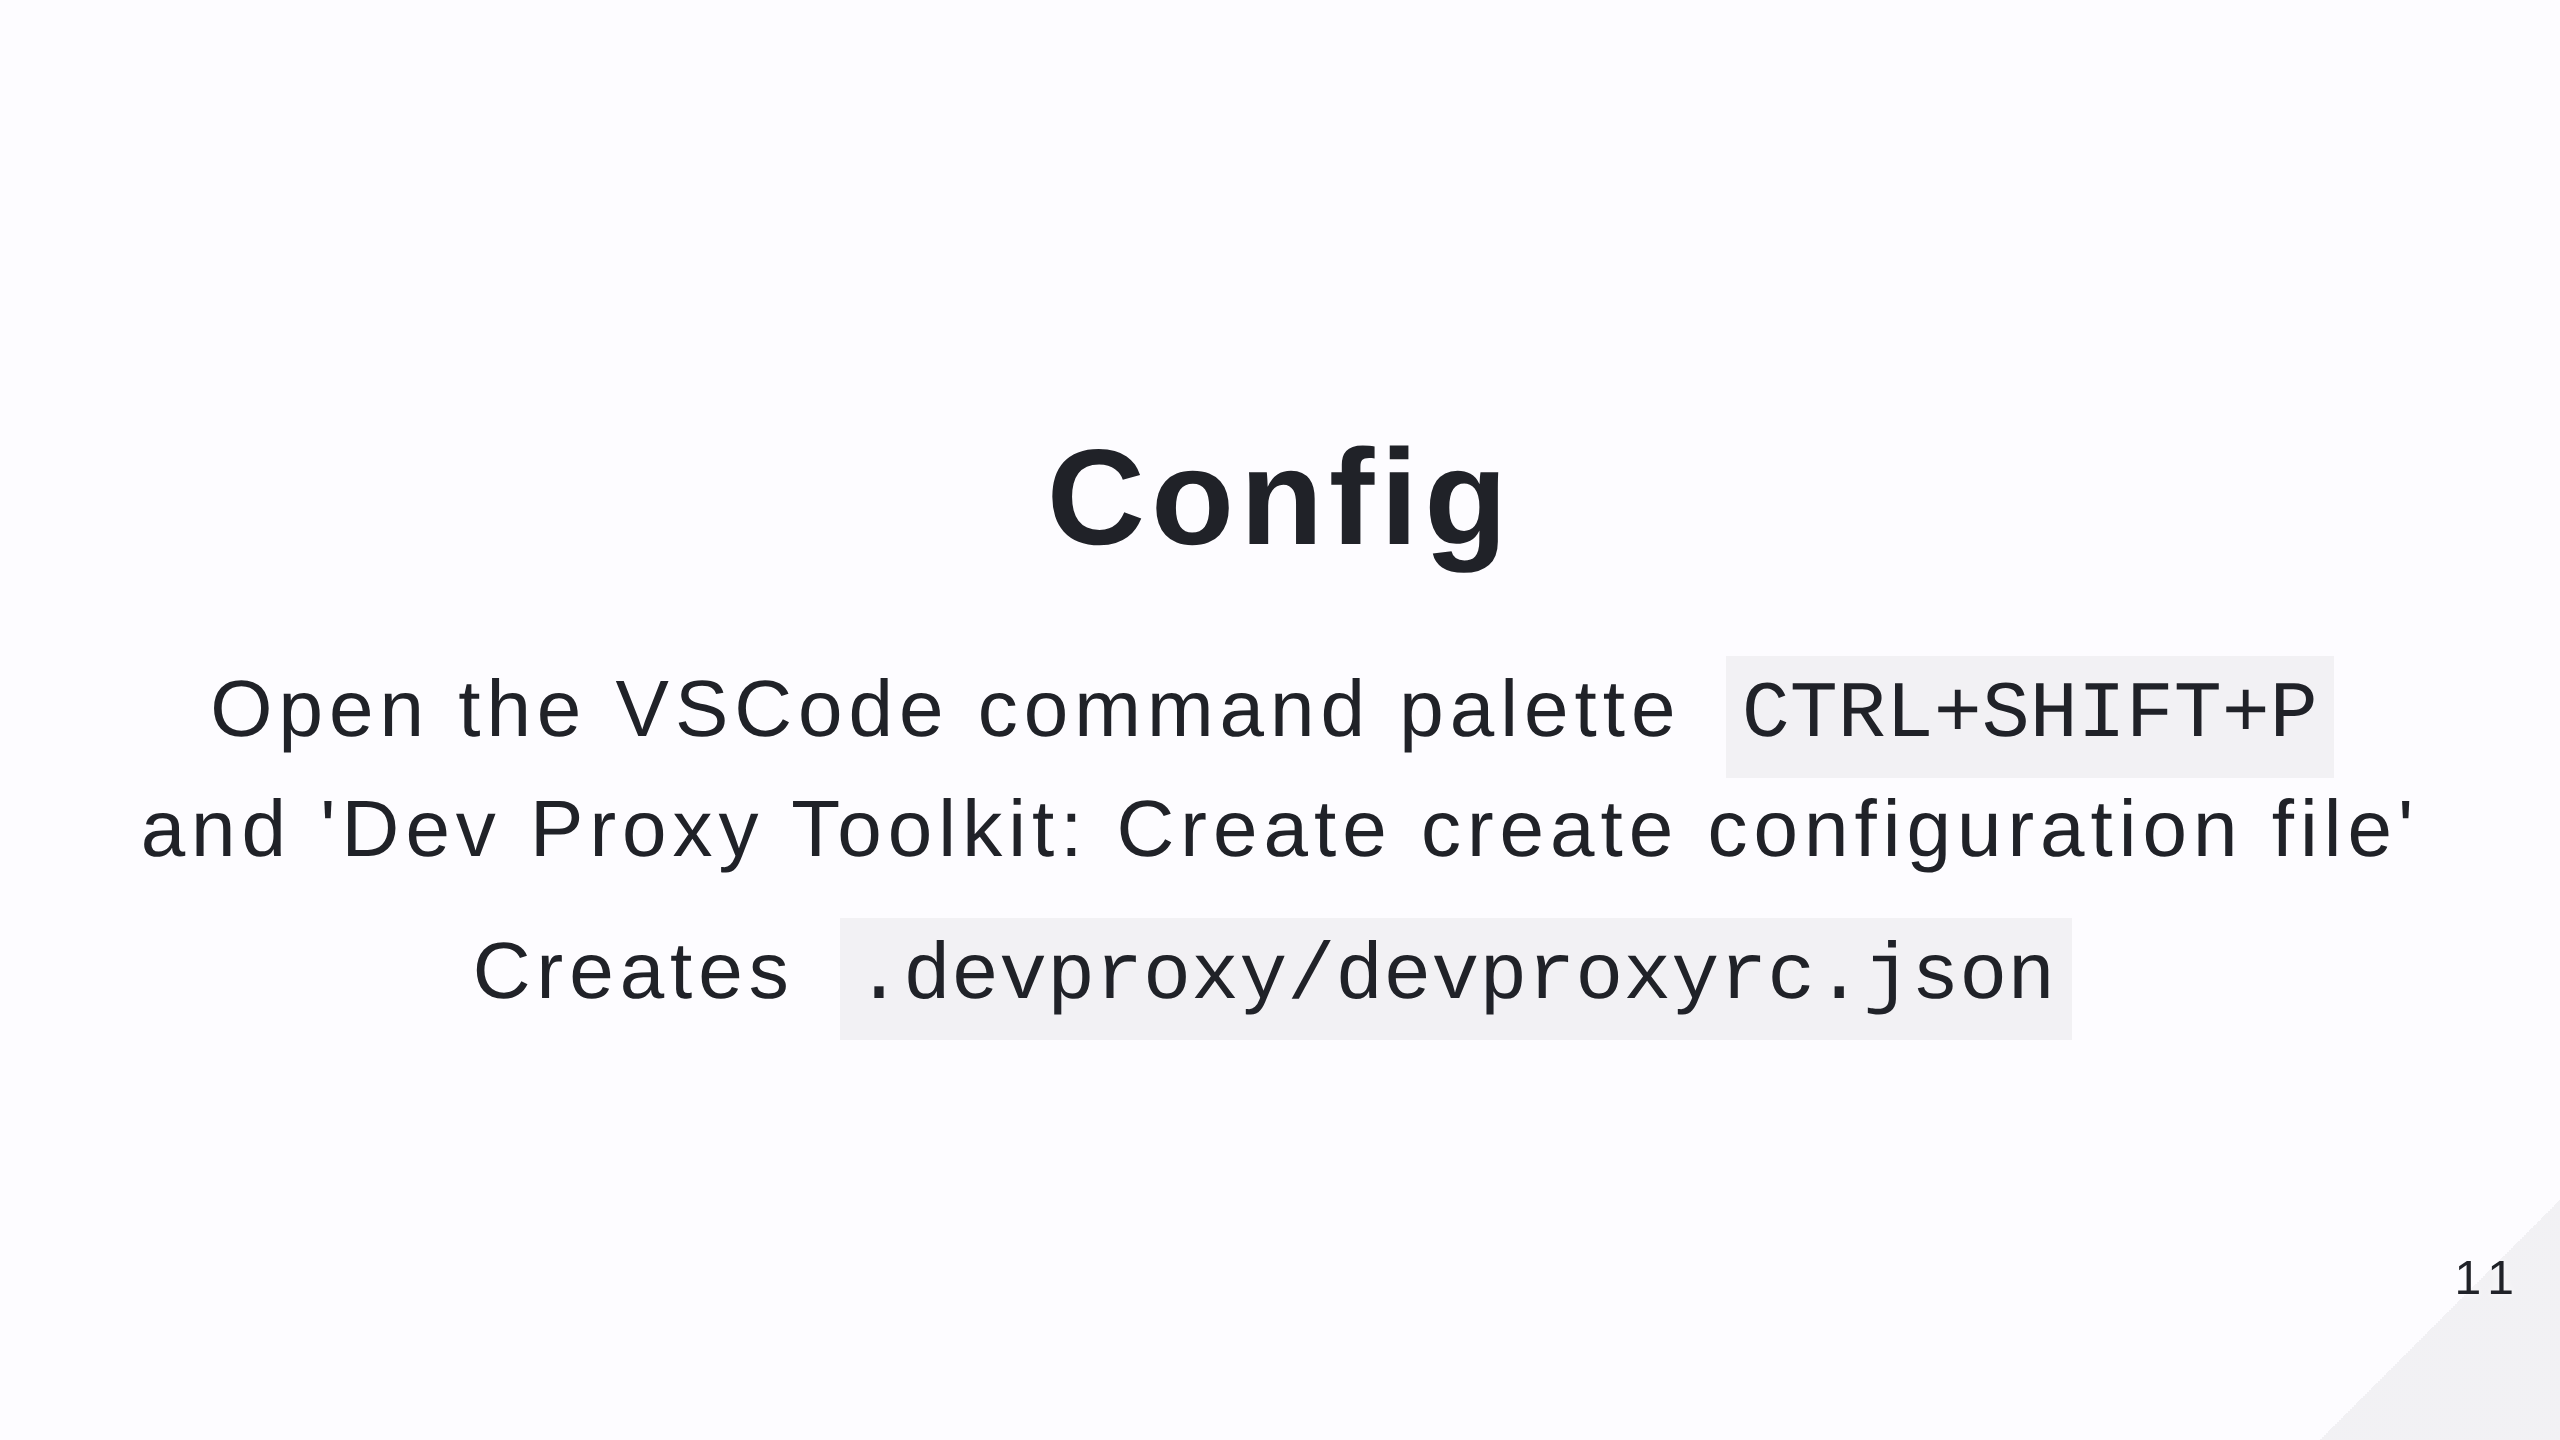 Config
Open the VSCode command palette CTRL+SHIFT+P
and 'Dev Proxy Toolkit: Create create configuration file'
Creates .devproxy/devproxyrc.json
11